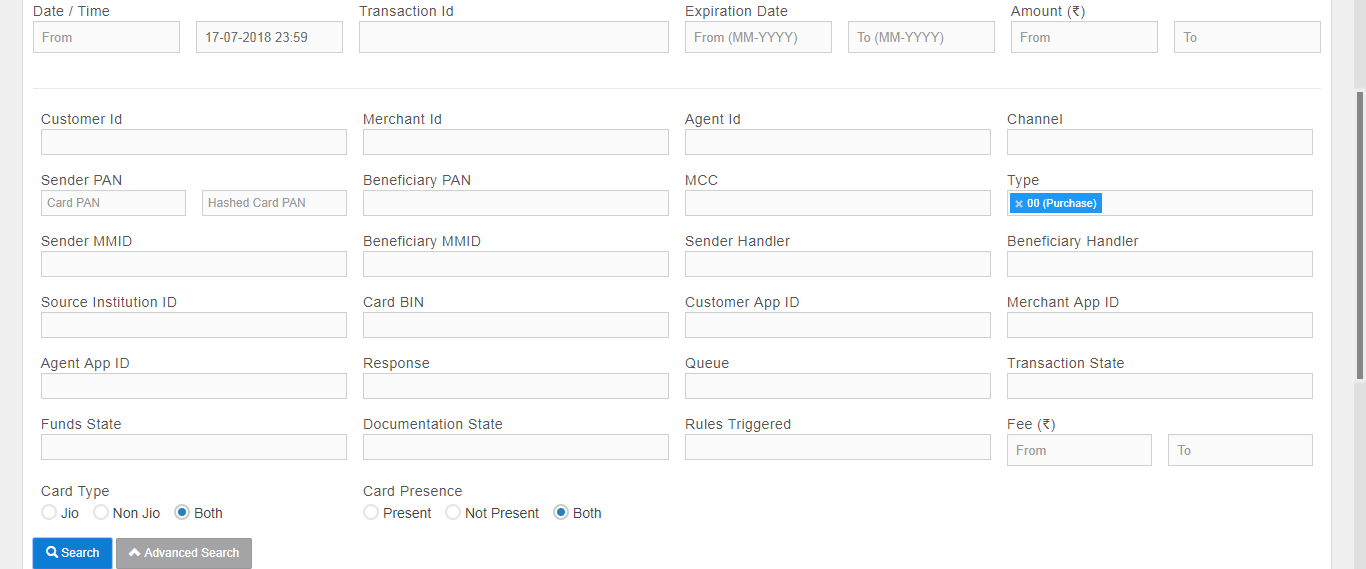 Date / Time Transaction Id Expiration Date Amount (₹)
From 17-07-2018 23:59 From (MM-YYYY) To (MM-YYYY) From To
Customer Id Merchant Id Agent Id Channel
Sender PAN Beneficiary PAN MCC Type
Card PAN Hashed Card PAN × 00 (Purchase)
Sender MMID Beneficiary MMID Sender Handler Beneficiary Handler
Source Institution ID Card BIN Customer App ID Merchant App ID
Agent App ID Response Queue Transaction State
Funds State Documentation State Rules Triggered Fee (₹)
From To
Card Type Card Presence
Jio Non Jio Both Present Not Present Both
Search Advanced Search